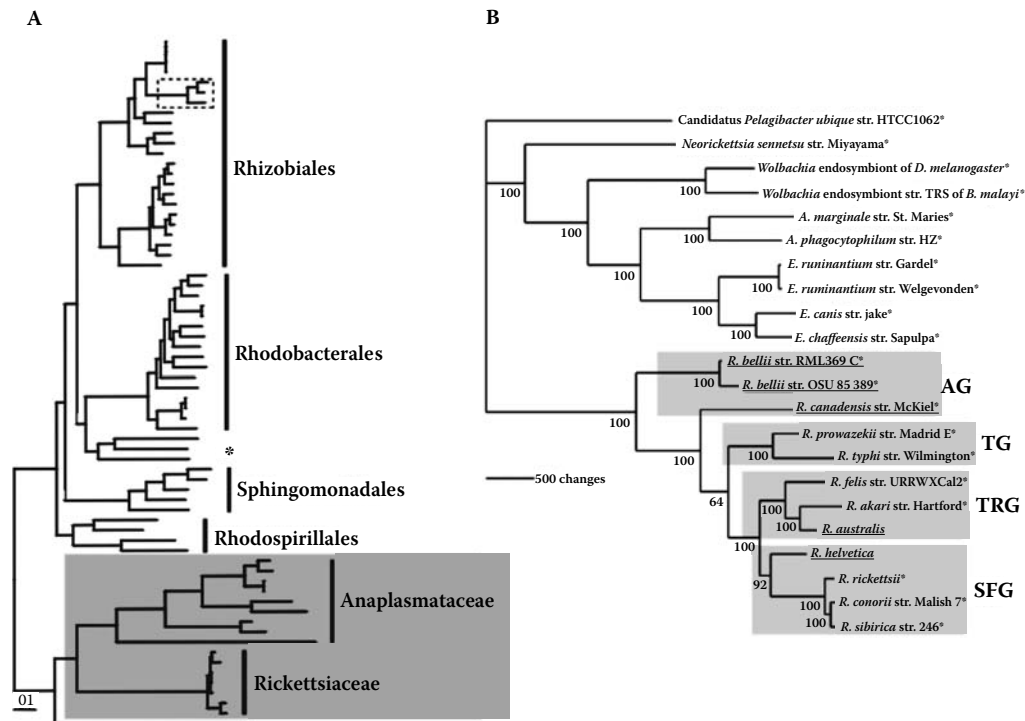 A
Rhizobiales
Rhodobacterales
*
Sphingomonadales
Rhodospirillales
Anaplasmataceae
Rickettsiaceae
01
B
Candidatus Pelagibacter ubique str. HTCC1062*
Neorickettsia sennetsu str. Miyayama*
Wolbachia endosymbiont of D. melanogaster*
100
Wolbachia endosymbiont str. TRS of B. malayi*
100
A. marginale str. St. Maries*
100
A. phagocytophilum str. HZ*
100
E. runinantium str. Gardel*
100
E. ruminantium str. Welgevonden*
100
E. canis str. jake*
100
E. chaffeensis str. Sapulpa*
100
R. bellii str. RML369 C*
100
R. bellii str. OSU 85 389*
AG
R. canadensis str. McKiel*
100
R. prowazekii str. Madrid E*
100
TG
R. typhi str. Wilmington*
100
500 changes
R. felis str. URRWXCal2*
64
100
R. akari str. Hartford*
TRG
100
R. australis
100
R. helvetica
92
R. rickettsii*
SFG
100
R. conorii str. Malish 7*
100
R. sibirica str. 246*